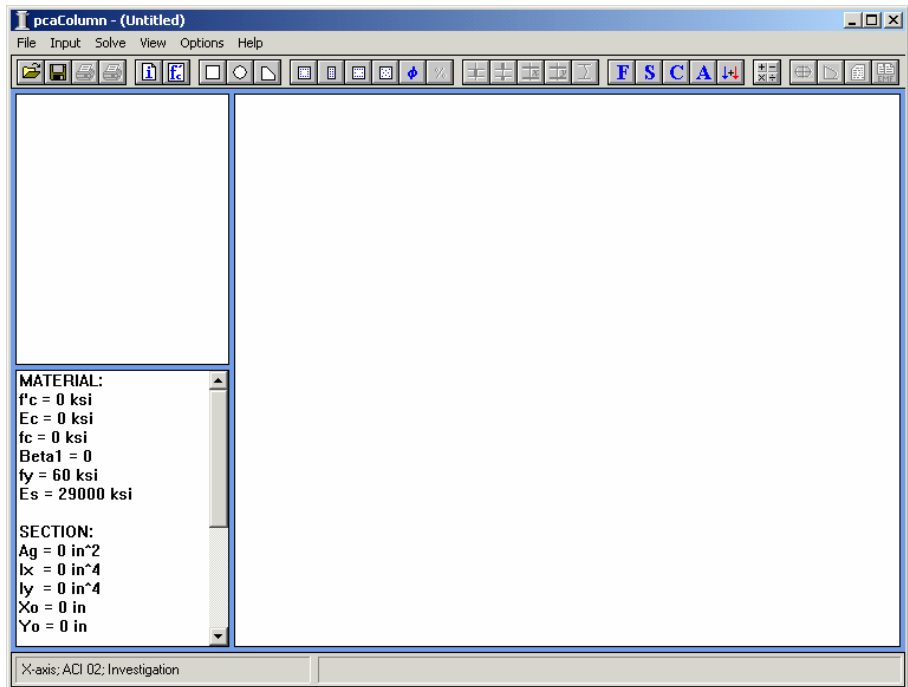 pcaColumn - (Untitled)
File Input Solve View Options Help
i f'c φ % F S C A
EMF
MATERIAL:
f'c = 0 ksi
Ec = 0 ksi
fc = 0 ksi
Beta1 = 0
fy = 60 ksi
Es = 29000 ksi
SECTION:
Ag = 0 in^2
Ix = 0 in^4
Iy = 0 in^4
Xo = 0 in
Yo = 0 in
X-axis; ACI 02; Investigation